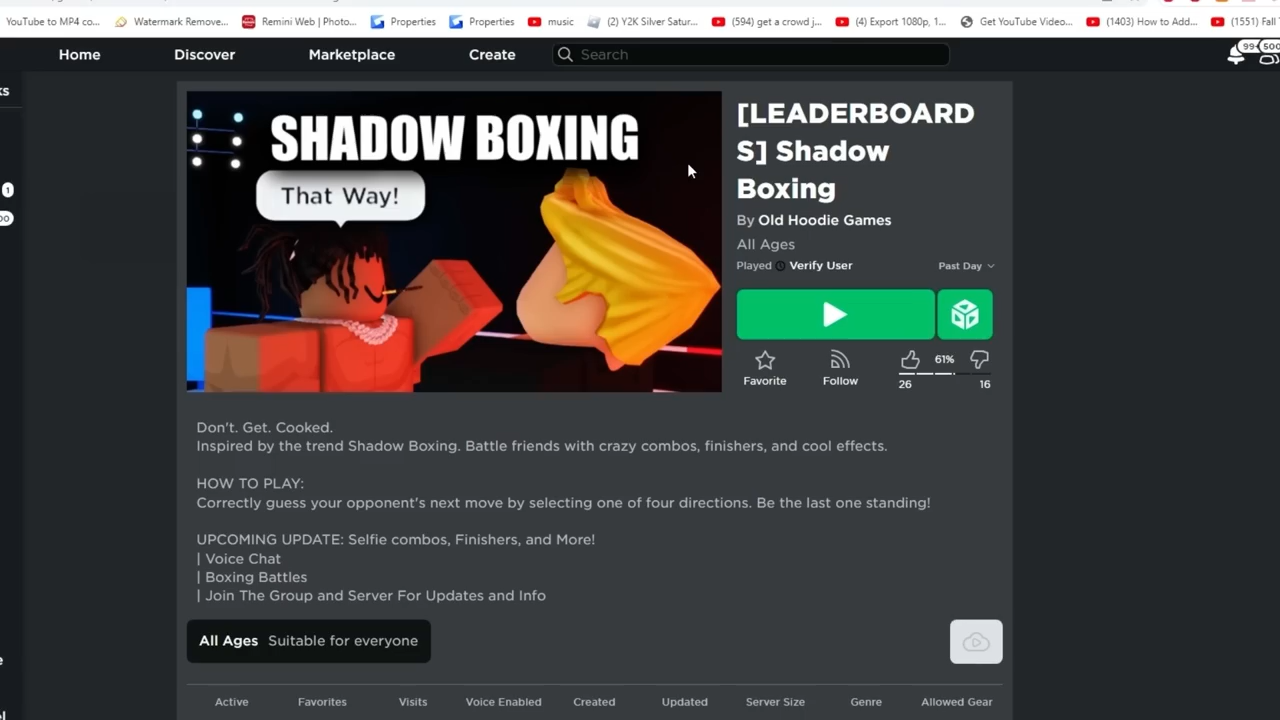 YouTube to MP4 co...
Watermark Remove...
Remini Web | Photo...
Properties
Properties
music
(2) Y2K Silver Satur...
(594) get a crowd j...
(4) Export 1080p, 1...
Get YouTube Video...
(1403) How to Add...
(1551) Fall
Home
Discover
Marketplace
Create
Search
99+
500
ks
1
00
SHADOW BOXING
That Way!
[LEADERBOARD
S] Shadow
Boxing
By Old Hoodie Games
All Ages
Played Verify User
Past Day
Favorite
Follow
61%
26
16
Don't. Get. Cooked.
Inspired by the trend Shadow Boxing. Battle friends with crazy combos, finishers, and cool effects.
HOW TO PLAY:
Correctly guess your opponent's next move by selecting one of four directions. Be the last one standing!
UPCOMING UPDATE: Selfie combos, Finishers, and More!
| Voice Chat
| Boxing Battles
| Join The Group and Server For Updates and Info
All Ages Suitable for everyone
e
Active
Favorites
Visits
Voice Enabled
Created
Updated
Server Size
Genre
Allowed Gear